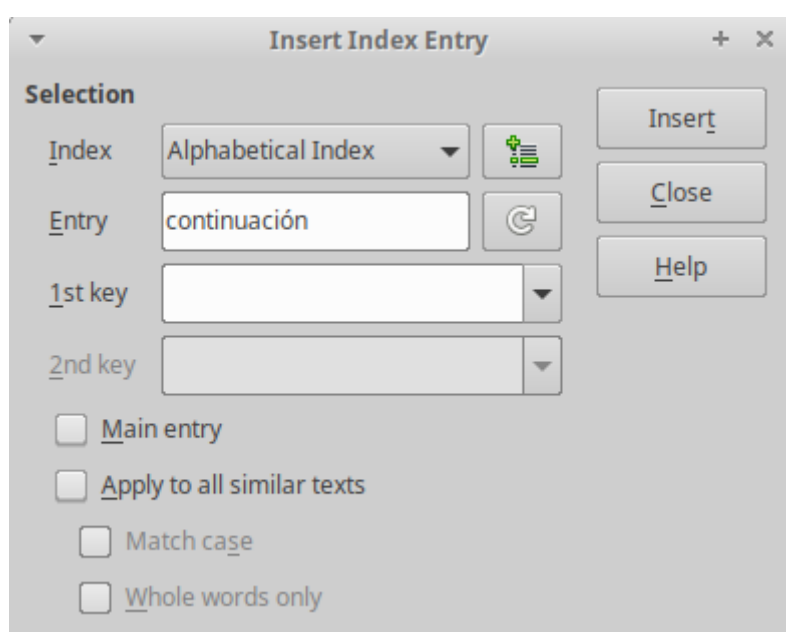 Insert Index Entry
Selection
Index Alphabetical Index
Entry continuación
1st key
2nd key
Main entry
Apply to all similar texts
Match case
Whole words only
Insert
Close
Help